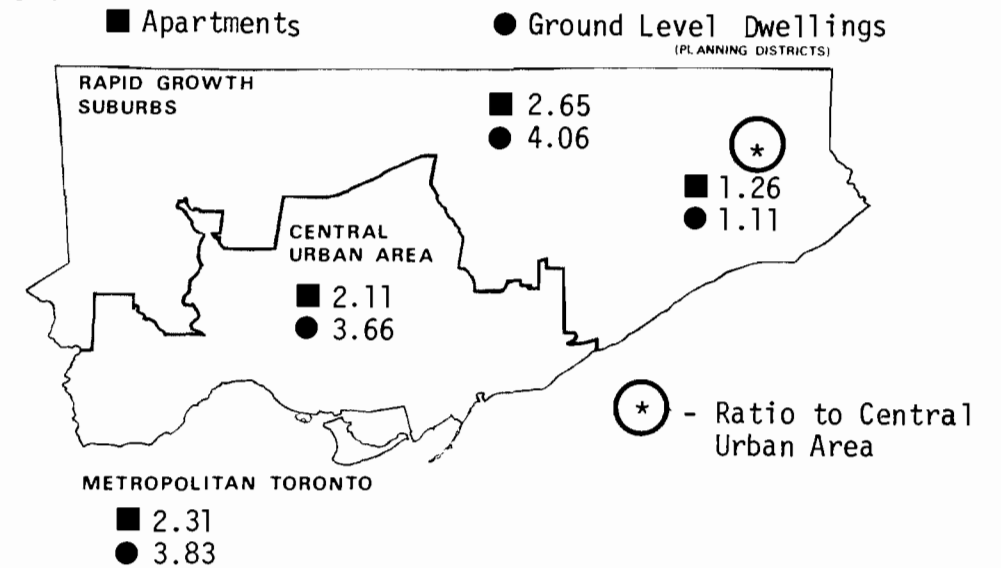 ■ Apartments ● Ground Level Dwellings
(PLANNING DISTRICTS)
RAPID GROWTH
SUBURBS
■ 2.65
● 4.06
*
■ 1.26
● 1.11
CENTRAL
URBAN AREA
■ 2.11
● 3.66
* - Ratio to Central
Urban Area
METROPOLITAN TORONTO
■ 2.31
● 3.83